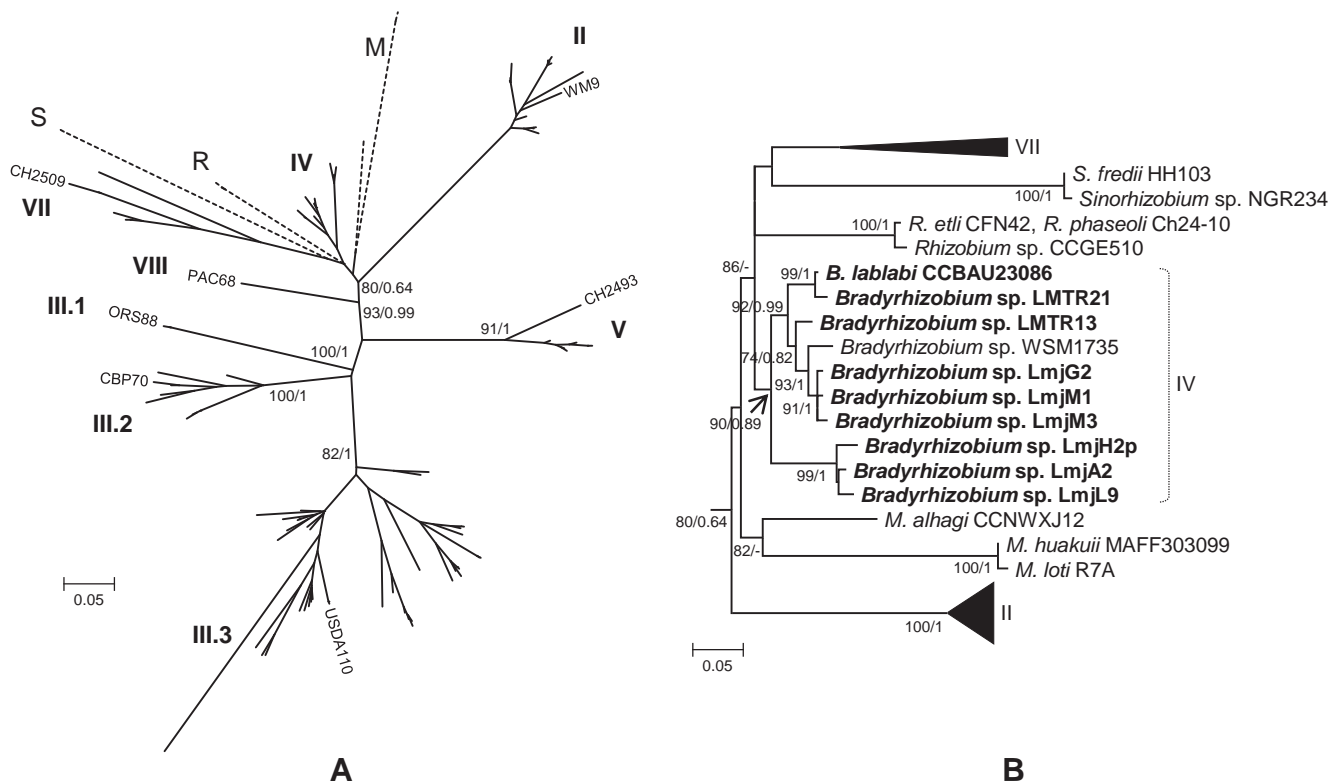 M
II
WM9
S
R
IV
CH2509
VII
VIII
PAC68
80/0.64
93/0.99
III.1
ORS88
CH2493
91/1
V
100/1
CBP70
100/1
III.2
82/1
0.05
III.3
USDA110
A
VII
S. fredii HH103
100/1
Sinorhizobium sp. NGR234
100/1
R. etli CFN42, R. phaseoli Ch24-10
Rhizobium sp. CCGE510
86/-
99/1
B. lablabi CCBAU23086
92/0.99
Bradyrhizobium sp. LMTR21
Bradyrhizobium sp. LMTR13
Bradyrhizobium sp. WSM1735
74/0.82
93/1
Bradyrhizobium sp. LmjG2
Bradyrhizobium sp. LmjM1
91/1
Bradyrhizobium sp. LmjM3
IV
90/0.89
Bradyrhizobium sp. LmjH2p
99/1
Bradyrhizobium sp. LmjA2
Bradyrhizobium sp. LmjL9
80/0.64
M. alhagi CCNWXJ12
82/-
M. huakuii MAFF303099
100/1
M. loti R7A
II
100/1
0.05
B